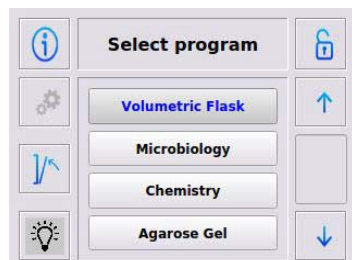 Select program
Volumetric Flask
Microbiology
Chemistry
Agarose Gel